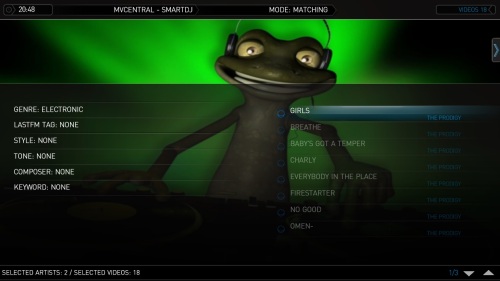 20:48
MVCENTRAL - SMARTDJ
MODE: MATCHING
VIDEOS 18
GENRE: ELECTRONIC
LASTFM TAG: NONE
STYLE: NONE
TONE: NONE
COMPOSER: NONE
KEYWORD: NONE
GIRLS
THE PRODIGY
BREATHE
THE PRODIGY
BABY'S GOT A TEMPER
THE PRODIGY
CHARLY
THE PRODIGY
EVERYBODY IN THE PLACE
THE PRODIGY
FIRESTARTER
THE PRODIGY
NO GOOD
THE PRODIGY
OMEN-
THE PRODIGY
SELECTED ARTISTS: 2 / SELECTED VIDEOS: 18
1/3